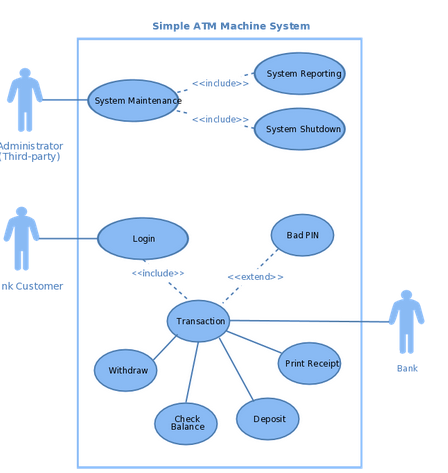 Simple ATM Machine System
System Reporting
<<include>>
System Maintenance
<<include>>
System Shutdown
Administrator
(Third-party)
Login
Bad PIN
<<include>>
<<extend>>
nk Customer
Transaction
Bank
Withdraw
Print Receipt
Check
Balance
Deposit